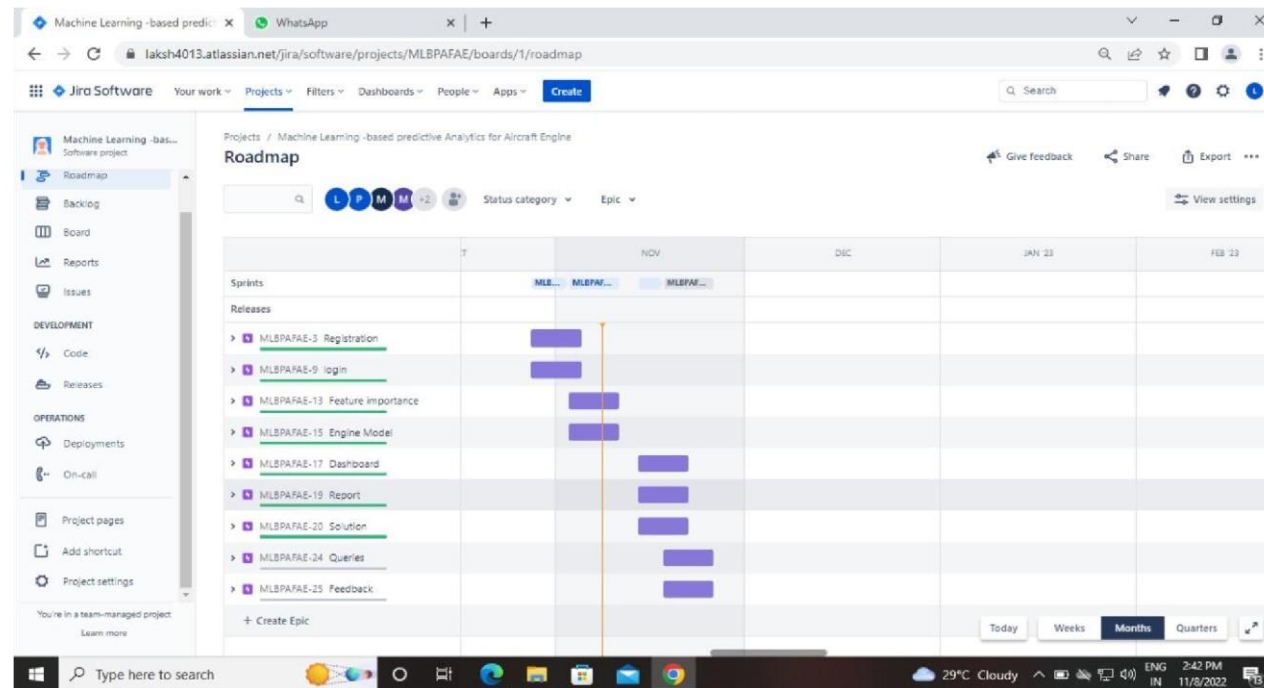 Machine Learning -based predic
WhatsApp
laksh4013.atlassian.net/jira/software/projects/MLBPAFAE/boards/1/roadmap
Jira Software
Your work
Projects
Filters
Dashboards
People
Apps
Create
Search
L
Machine Learning -bas...
Software project
Roadmap
Backlog
Board
Reports
Issues
DEVELOPMENT
Code
Releases
OPERATIONS
Deployments
On-call
Project pages
Add shortcut
Project settings
You're in a team-managed project
Learn more
Projects / Machine Learning -based predictive Analytics for Aircraft Engine
Roadmap
Give feedback
Share
Export
L P M M +2
Status category
Epic
View settings
T NOV DEC JAN '23 FEB '23
Sprints
MLB... MLBPAF... MLBPAF...
Releases
MLBPAFAE-3 Registration
MLBPAFAE-9 login
MLBPAFAE-13 Feature importance
MLBPAFAE-15 Engine Model
MLBPAFAE-17 Dashboard
MLBPAFAE-19 Report
MLBPAFAE-20 Solution
MLBPAFAE-24 Queries
MLBPAFAE-25 Feedback
+ Create Epic
Today
Weeks
Months
Quarters
Type here to search
29°C Cloudy
ENG
IN
2:42 PM
11/8/2022
13